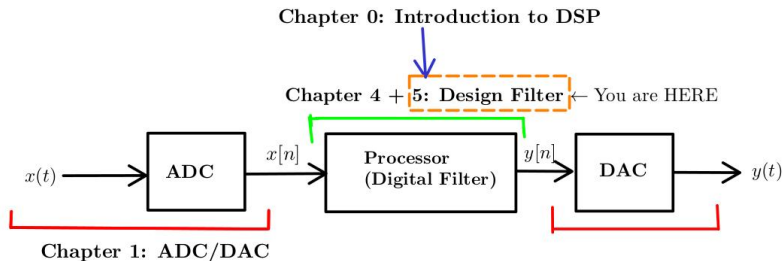 Chapter 0: Introduction to DSP
Chapter 4 + 5: Design Filter ← You are HERE
x(t)
ADC
x[n]
Processor
(Digital Filter)
y[n]
DAC
y(t)
Chapter 1: ADC/DAC